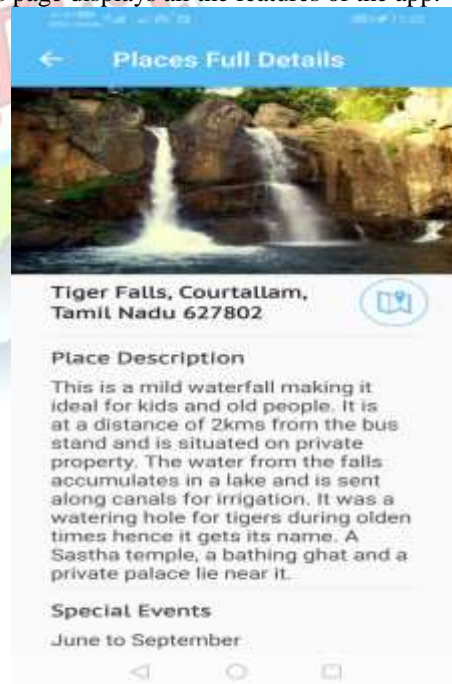 page displays all the features of the app.
Places Full Details
Tiger Falls, Courtallam,
Tamil Nadu 627802
Place Description
This is a mild waterfall making it
ideal for kids and old people. It is
at a distance of 2kms from the bus
stand and is situated on private
property. The water from the falls
accumulates in a lake and is sent
along canals for irrigation. It was a
watering hole for tigers during olden
times hence it gets its name. A
Sastha temple, a bathing ghat and a
private palace lie near it.
Special Events
June to September